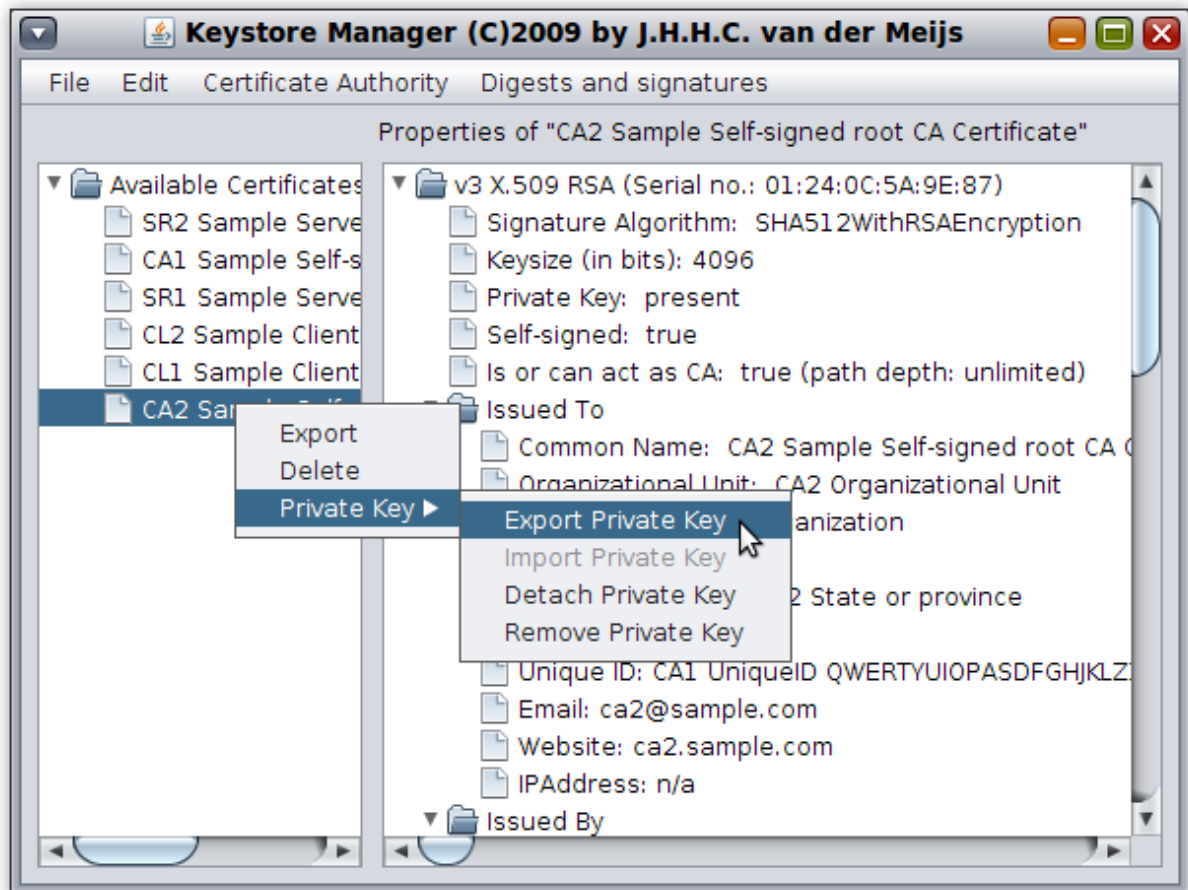 Keystore Manager (C)2009 by J.H.H.C. van der Meijs
File Edit Certificate Authority Digests and signatures
Properties of "CA2 Sample Self-signed root CA Certificate"
Available Certificates
SR2 Sample Serve
CA1 Sample Self-s
SR1 Sample Serve
CL2 Sample Client
CL1 Sample Client
CA2
Export
Delete
Private Key
Export Private Key
Import Private Key
Detach Private Key
Remove Private Key
v3 X.509 RSA (Serial no.: 01:24:0C:5A:9E:87)
Signature Algorithm: SHA512WithRSAEncryption
Keysize (in bits): 4096
Private Key: present
Self-signed: true
Is or can act as CA: true (path depth: unlimited)
Issued To
Common Name: CA2 Sample Self-signed root CA
Organizational Unit: CA2 Organizational Unit
anization
State or province
Unique ID: CA1 UniqueID QWERTYUIOPASDFGHJKLZ
Email: ca2@sample.com
Website: ca2.sample.com
IPAddress: n/a
Issued By